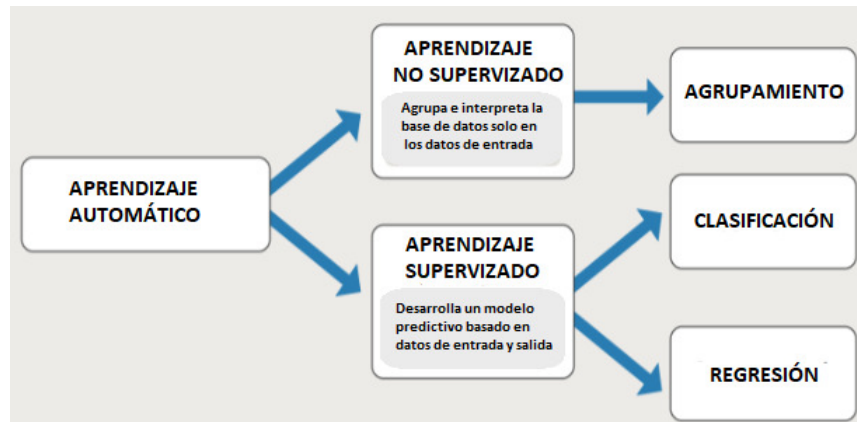 APRENDIZAJE
AUTOMÁTICO
APRENDIZAJE
NO SUPERVIZADO
Agrupa e interpreta la
base de datos solo en
los datos de entrada
AGRUPAMIENTO
APRENDIZAJE
SUPERVIZADO
Desarrolla un modelo
predictivo basado en
datos de entrada y salida
CLASIFICACIÓN
REGRESIÓN